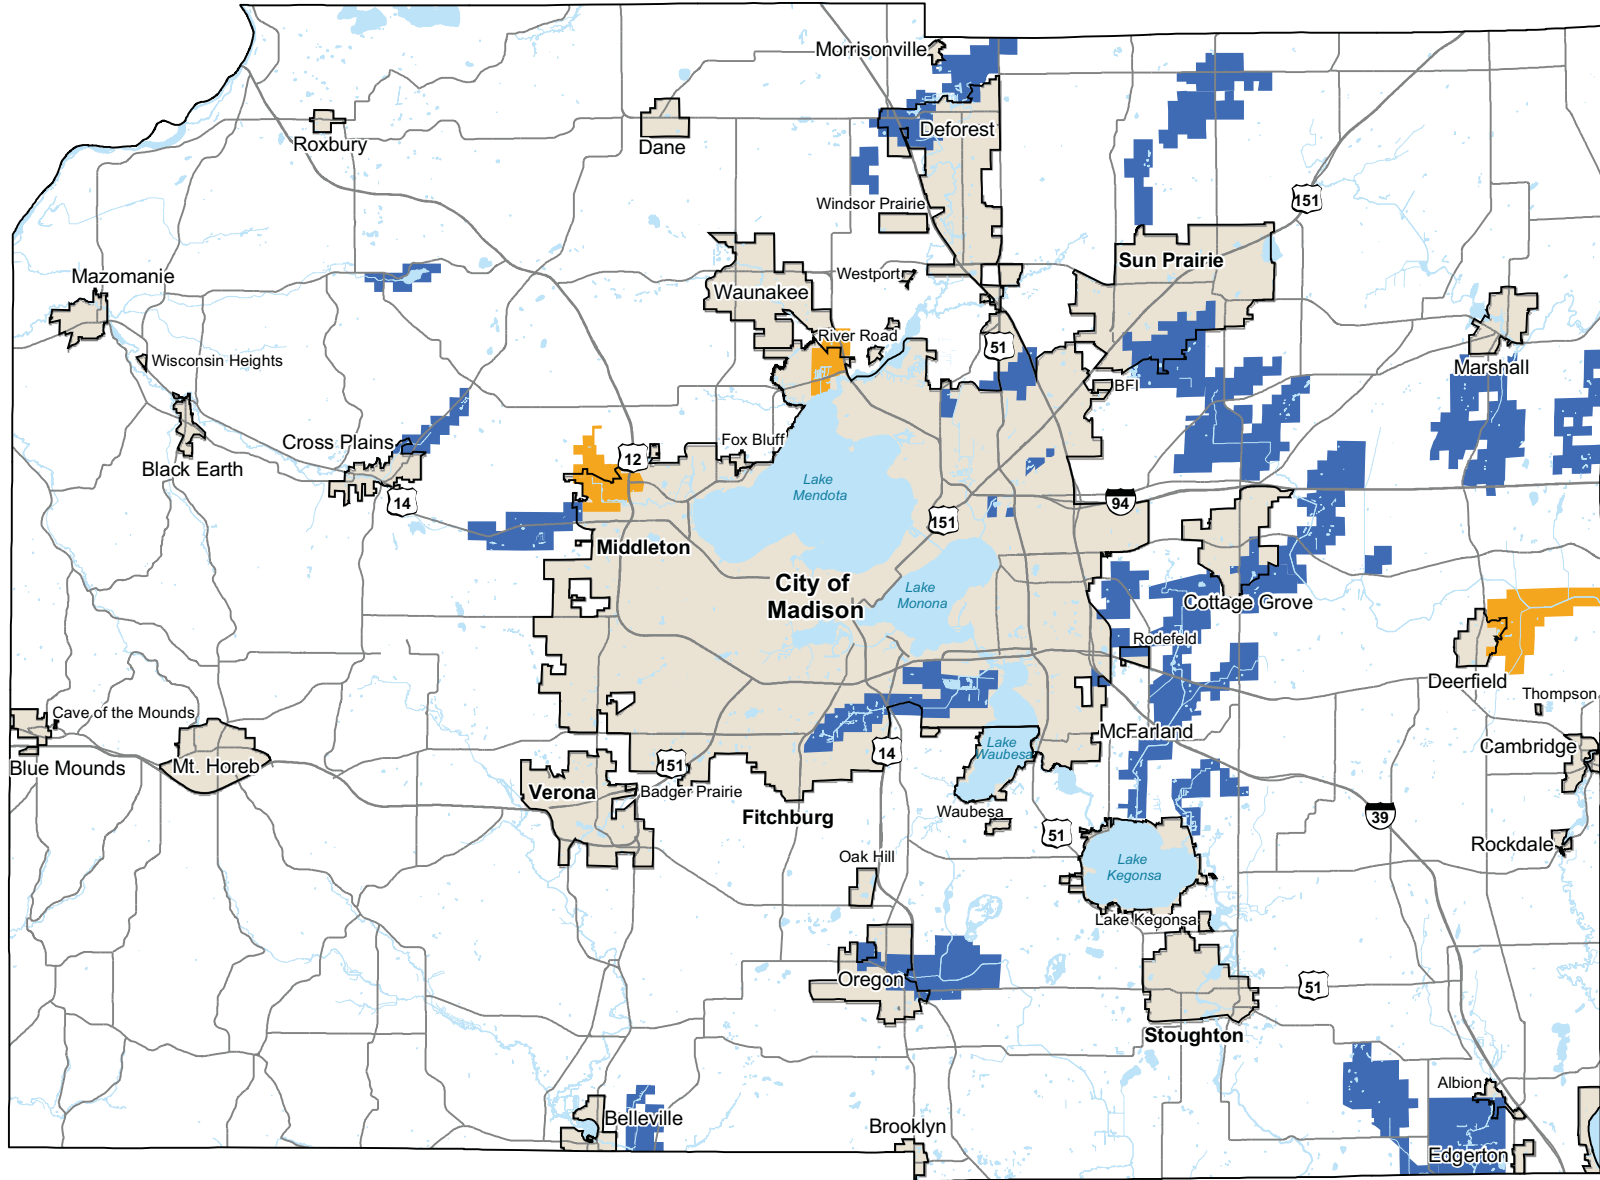 Morrisonville
Roxbury
Dane
Deforest
Windsor Prairie
151
Mazomanie
Westport
Sun Prairie
Waunakee
River Road
51
Wisconsin Heights
Marshall
BFI
Cross Plains
Fox Bluff
12
Black Earth
14
Lake
Mendota
94
151
Middleton
City of
Madison
Lake
Monona
Cottage Grove
Rodefeld
Deerfield
Thompson
Cave of the Mounds
McFarland
Cambridge
Blue Mounds
Mt. Horeb
Lake
Waubesa
14
151
Verona
Badger Prairie
Fitchburg
Waubesa
51
39
Rockdale
Oak Hill
Lake
Kegonsa
Lake Kegonsa
Oregon
51
Stoughton
Albion
Belleville
Brooklyn
Edgerton